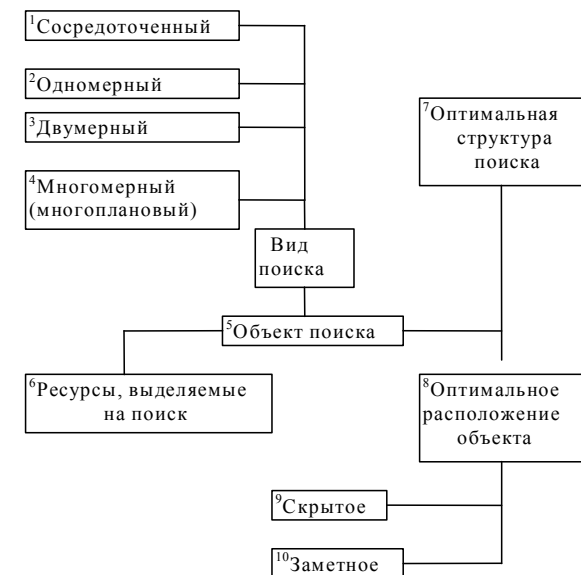 ¹Сосредоточенный
²Одномерный
³Двумерный
⁴Многомерный
(многоплановый)
Вид
поиска
⁵Объект поиска
⁶Ресурсы, выделяемые
на поиск
⁷Оптимальная
структура
поиска
⁸Оптимальное
расположение
объекта
⁹Скрытое
¹⁰Заметное